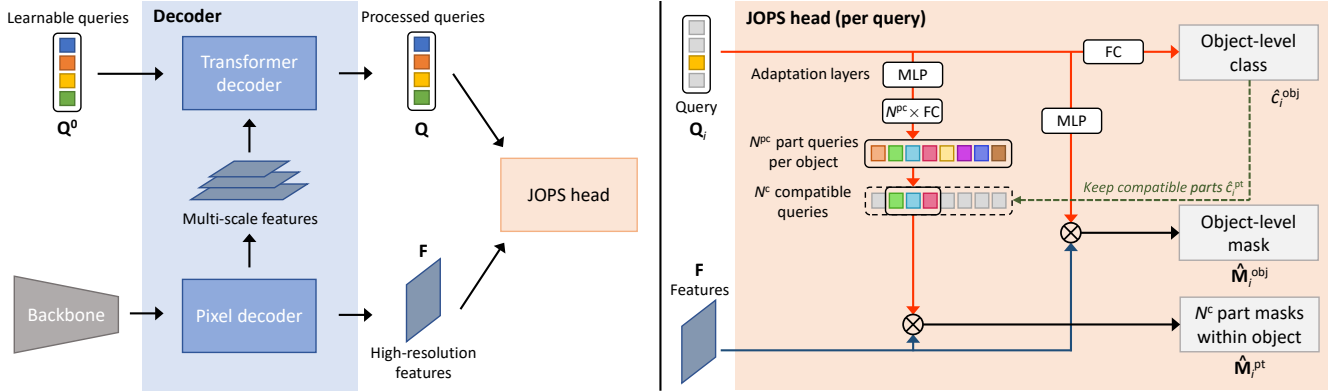 Learnable queries
Q⁰
Decoder
Transformer
decoder
Processed queries
Q
Multi-scale features
JOPS head
Backbone
Pixel decoder
F
High-resolution
features
JOPS head (per query)
Query
Qᵢ
Adaptation layers
MLP
Nᵖᶜ × FC
Nᵖᶜ part queries
per object
Nᶜ compatible
queries
FC
MLP
Object-level
class
ĉᵢᵒᵇʲ
Keep compatible parts ĉᵢᵖᵗ
Object-level
mask
M̂ᵢᵒᵇʲ
F
Features
Nᶜ part masks
within object
M̂ᵢᵖᵗ